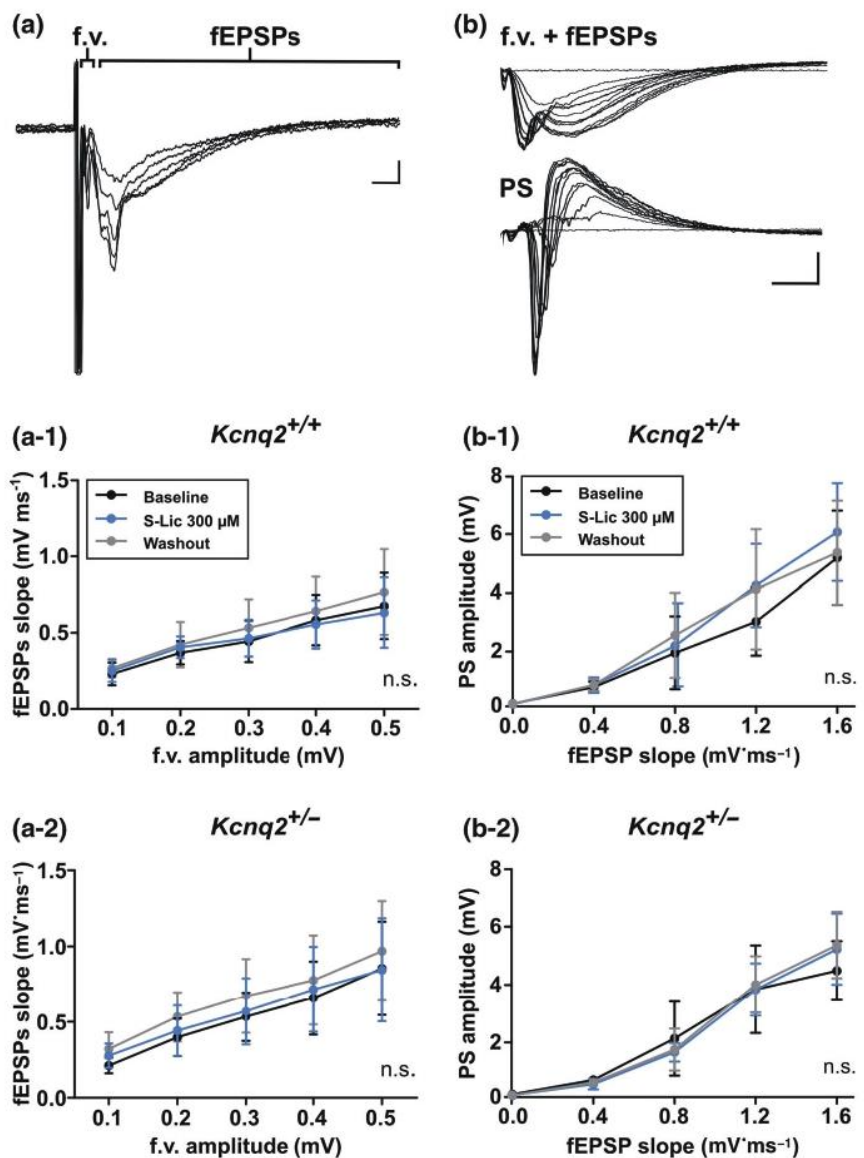 (a)
f.v.
fEPSPs
(b)
f.v. + fEPSPs
PS
(a-1)
Kcnq2+/+
1.5
1.0
0.5
0.0
fEPSPs slope (mV ms-1)
Baseline
S-Lic 300 µM
Washout
n.s.
0.1 0.2 0.3 0.4 0.5
f.v. amplitude (mV)
(b-1)
Kcnq2+/+
8
6
4
2
0
PS amplitude (mV)
Baseline
S-Lic 300 µM
Washout
n.s.
0.0 0.4 0.8 1.2 1.6
fEPSP slope (mV·ms−1)
(a-2)
Kcnq2+/−
1.5
1.0
0.5
0.0
fEPSPs slope (mV·ms−1)
n.s.
0.1 0.2 0.3 0.4 0.5
f.v. amplitude (mV)
(b-2)
Kcnq2+/−
8
6
4
2
0
PS amplitude (mV)
n.s.
0.0 0.4 0.8 1.2 1.6
fEPSP slope (mV·ms−1)